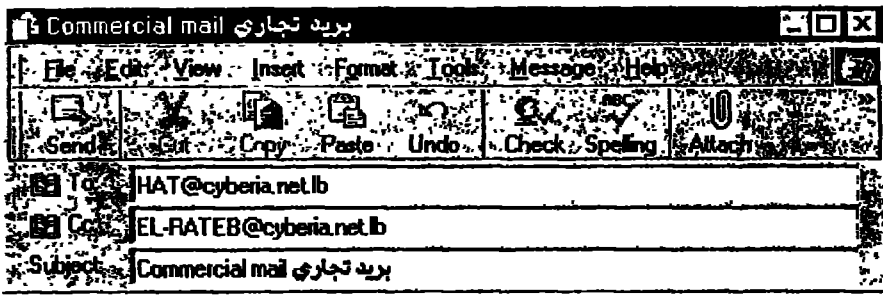 Commercial mail بريد تجاري
File Edit View Insert Format Tools Message Help
Send Cut Copy Paste Undo Check Spelling Attach
To: HAT@cyberia.net.lb
Cc: EL-RATEB@cyberia.net.lb
Subject: Commercial mail بريد تجاري